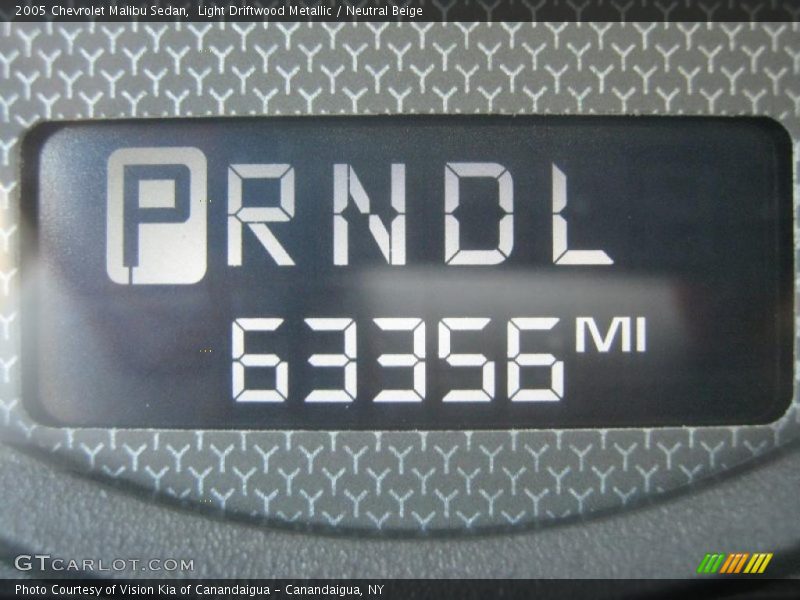 2005 Chevrolet Malibu Sedan, Light Driftwood Metallic / Neutral Beige
P R N D L
63356 MI
GTCARLOT.COM
Photo Courtesy of Vision Kia of Canandaigua - Canandaigua, NY